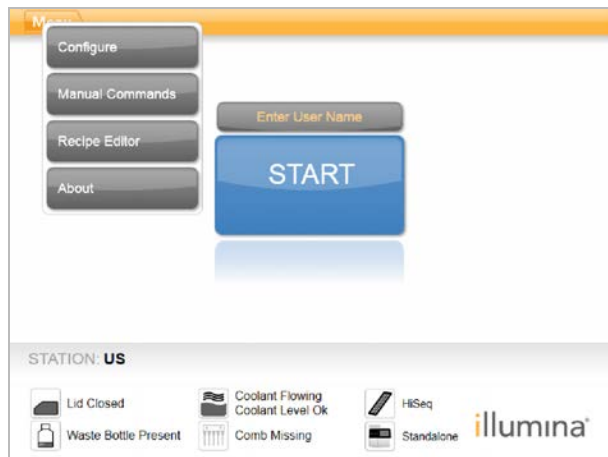 Menu
Configure
Manual Commands
Recipe Editor
About
Enter User Name
START
STATION: US
Lid Closed
Waste Bottle Present
Coolant Flowing
Coolant Level Ok
Comb Missing
HiSeq
Standalone
illumina®